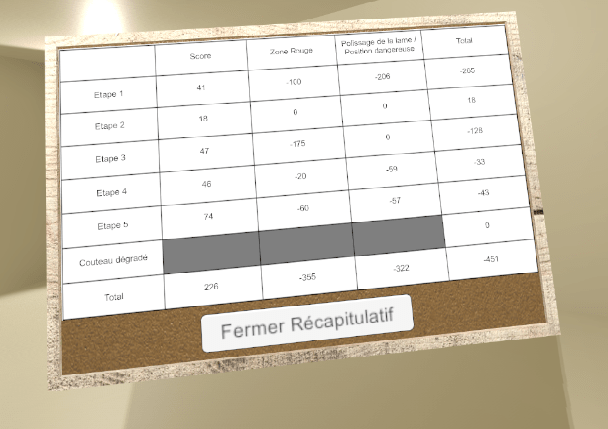 Score Zone Rouge Polissage de la lame / Position dangereuse Total
Etape 1 41 -100 -206 -265
Etape 2 18 0 0 18
Etape 3 47 -175 0 -128
Etape 4 46 -20 -59 -33
Etape 5 74 -60 -57 -43
Couteau dégradé 0
Total 226 -355 -322 -451
Fermer Récapitulatif